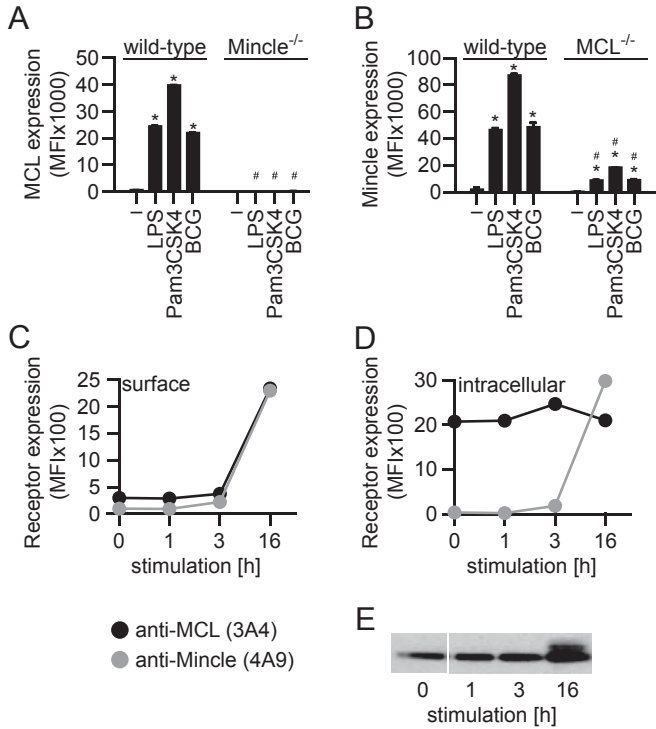 A
wild-type Mincle-/-
MCL expression
(MFIx1000)
50
40
30
20
10
0
* * *
# # #
– LPS Pam3CSK4 BCG – LPS Pam3CSK4 BCG
B
wild-type MCL-/-
Mincle expression
(MFIx1000)
100
80
60
40
20
0
* * *
# # #
* * *
– LPS Pam3CSK4 BCG – LPS Pam3CSK4 BCG
C
surface
Receptor expression
(MFIx100)
25
20
15
10
5
0
0 1 3 16
stimulation [h]
D
intracellular
Receptor expression
(MFIx100)
30
20
10
0
0 1 3 16
stimulation [h]
anti-MCL (3A4)
anti-Mincle (4A9)
E
0 1 3 16
stimulation [h]